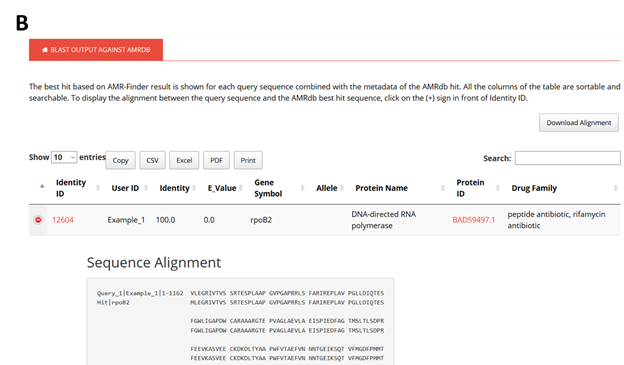 B
BLAST OUTPUT AGAINST AMRDB
The best hit based on AMR-Finder result is shown for each query sequence combined with the metadata of the AMRdb hit. All the columns of the table are sortable and
searchable. To display the alignment between the query sequence and the AMRdb best hit sequence, click on the (+) sign in front of Identity ID.
Download Alignment
Show 10 entries Copy CSV Excel PDF Print Search:
Identity ID User ID Identity E_Value Gene Symbol Allele Protein Name Protein ID Drug Family
12604 Example_1 100.0 0.0 rpoB2 DNA-directed RNA polymerase BAD59497.1 peptide antibiotic, rifamycin antibiotic
Sequence Alignment
Query_1|Example_1|1-1162 VLEGRIVTVS SRTESPLAAP GVPGAPRRLS FARIREPLAV PGLLDIQTES
Hit|rpoB2 MLEGRIVTVS SRTESPLAAP GVPGAPRRLS FARIREPLAV PGLLDIQTES
FGWLIGAPDW CARAAARGTE PVAGLAEVLA EISPIEDFAG TMSLTLSDPR
FGWLIGAPDW CARAAARGTE PVAGLAEVLA EISPIEDFAG TMSLTLSDPR
FEEVKASVEE CKDKDLTYAA PWFVTAEFVN NNTGEIKSQT VFMGDFPMMT
FEEVKASVEE CKDKDLTYAA PWFVTAEFVN NNTGEIKSQT VFMGDFPMMT